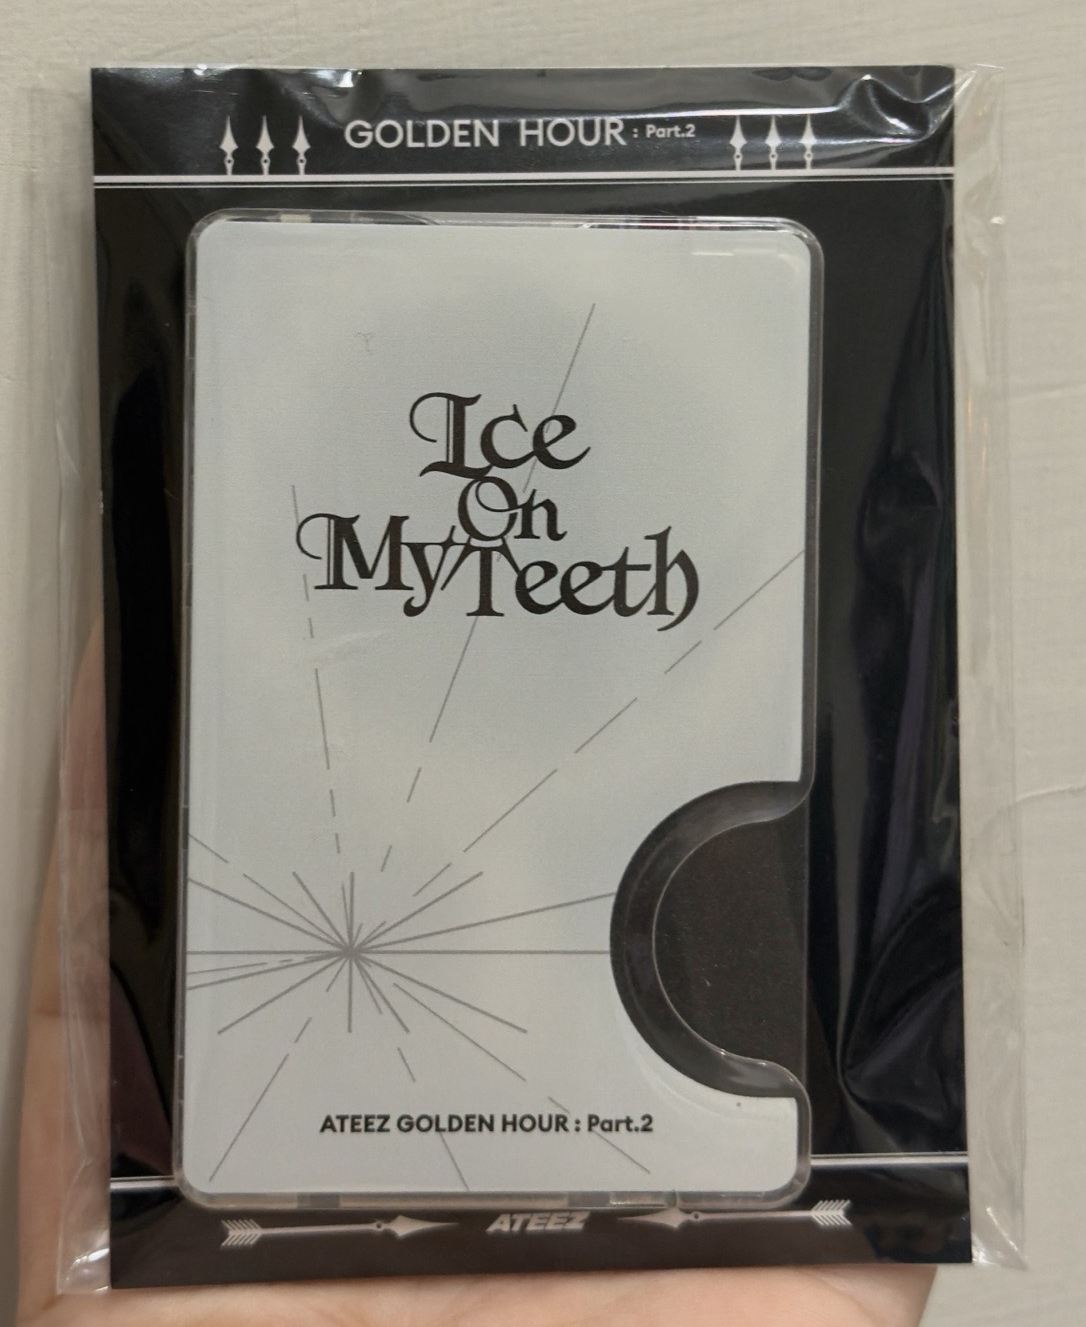 GOLDEN HOUR : Part.2
Ice
On
My Teeth
ATEEZ GOLDEN HOUR : Part.2
ATEEZ